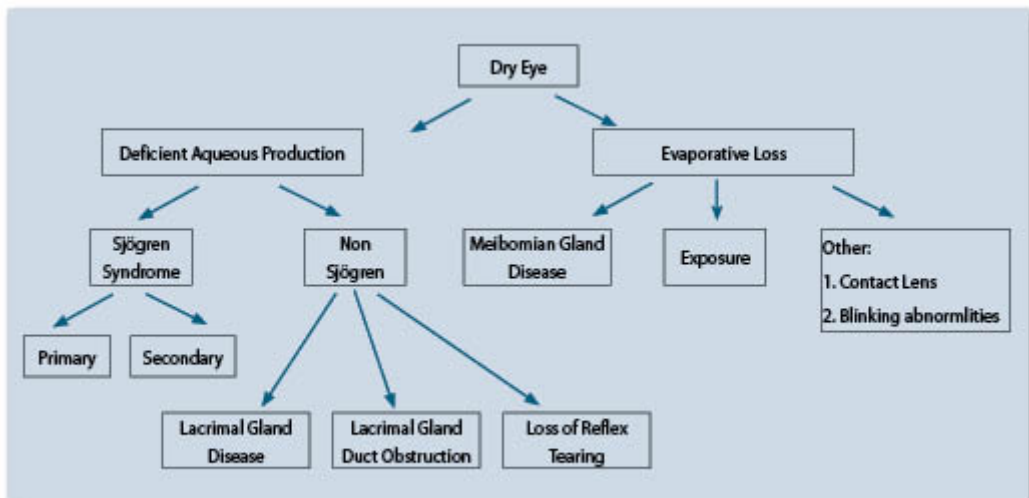 Dry Eye
Deficient Aqueous Production
Evaporative Loss
Sjögren
Syndrome
Non
Sjögren
Meibomian Gland
Disease
Exposure
Other:
1. Contact Lens
2. Blinking abnormlities
Primary
Secondary
Lacrimal Gland
Disease
Lacrimal Gland
Duct Obstruction
Loss of Reflex
Tearing